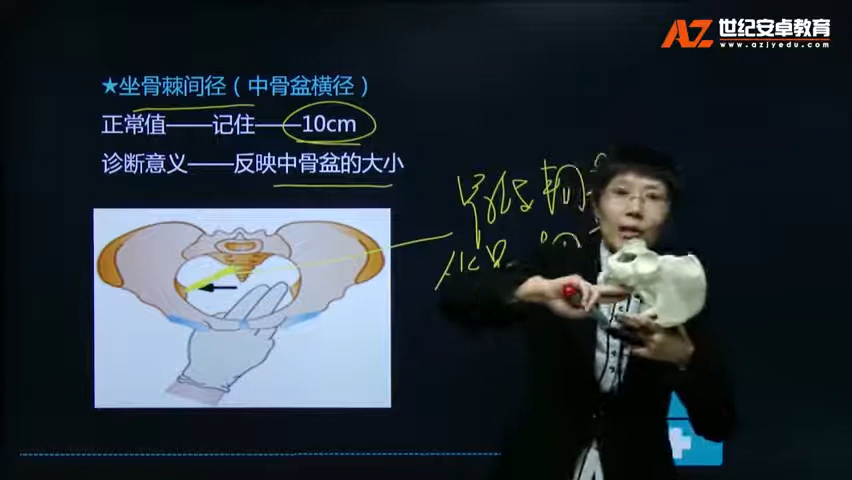 AZ 世纪安卓教育
www.azjyedu.com
★坐骨棘间径（中骨盆横径）
正常值——记住——10cm
诊断意义——反映中骨盆的大小